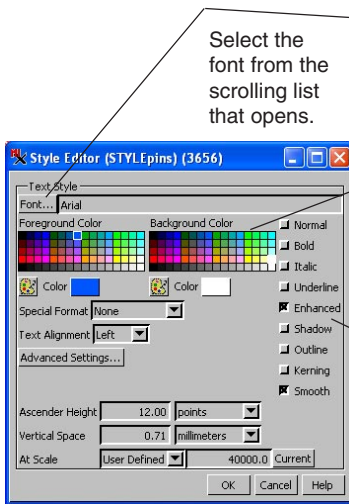 Select the
font from the
scrolling list
that opens.
Style Editor (STYLEpins) (3656)
Text Style
Font... Arial
Foreground Color Background Color
Normal
Bold
Italic
Color Color Underline
Special Format None Enhanced
Shadow
Text Alignment Left Outline
Advanced Settings... Kerning
Smooth
Ascender Height 12.00 points
Vertical Space 0.71 millimeters
At Scale User Defined 40000.0 Current
OK Cancel Help